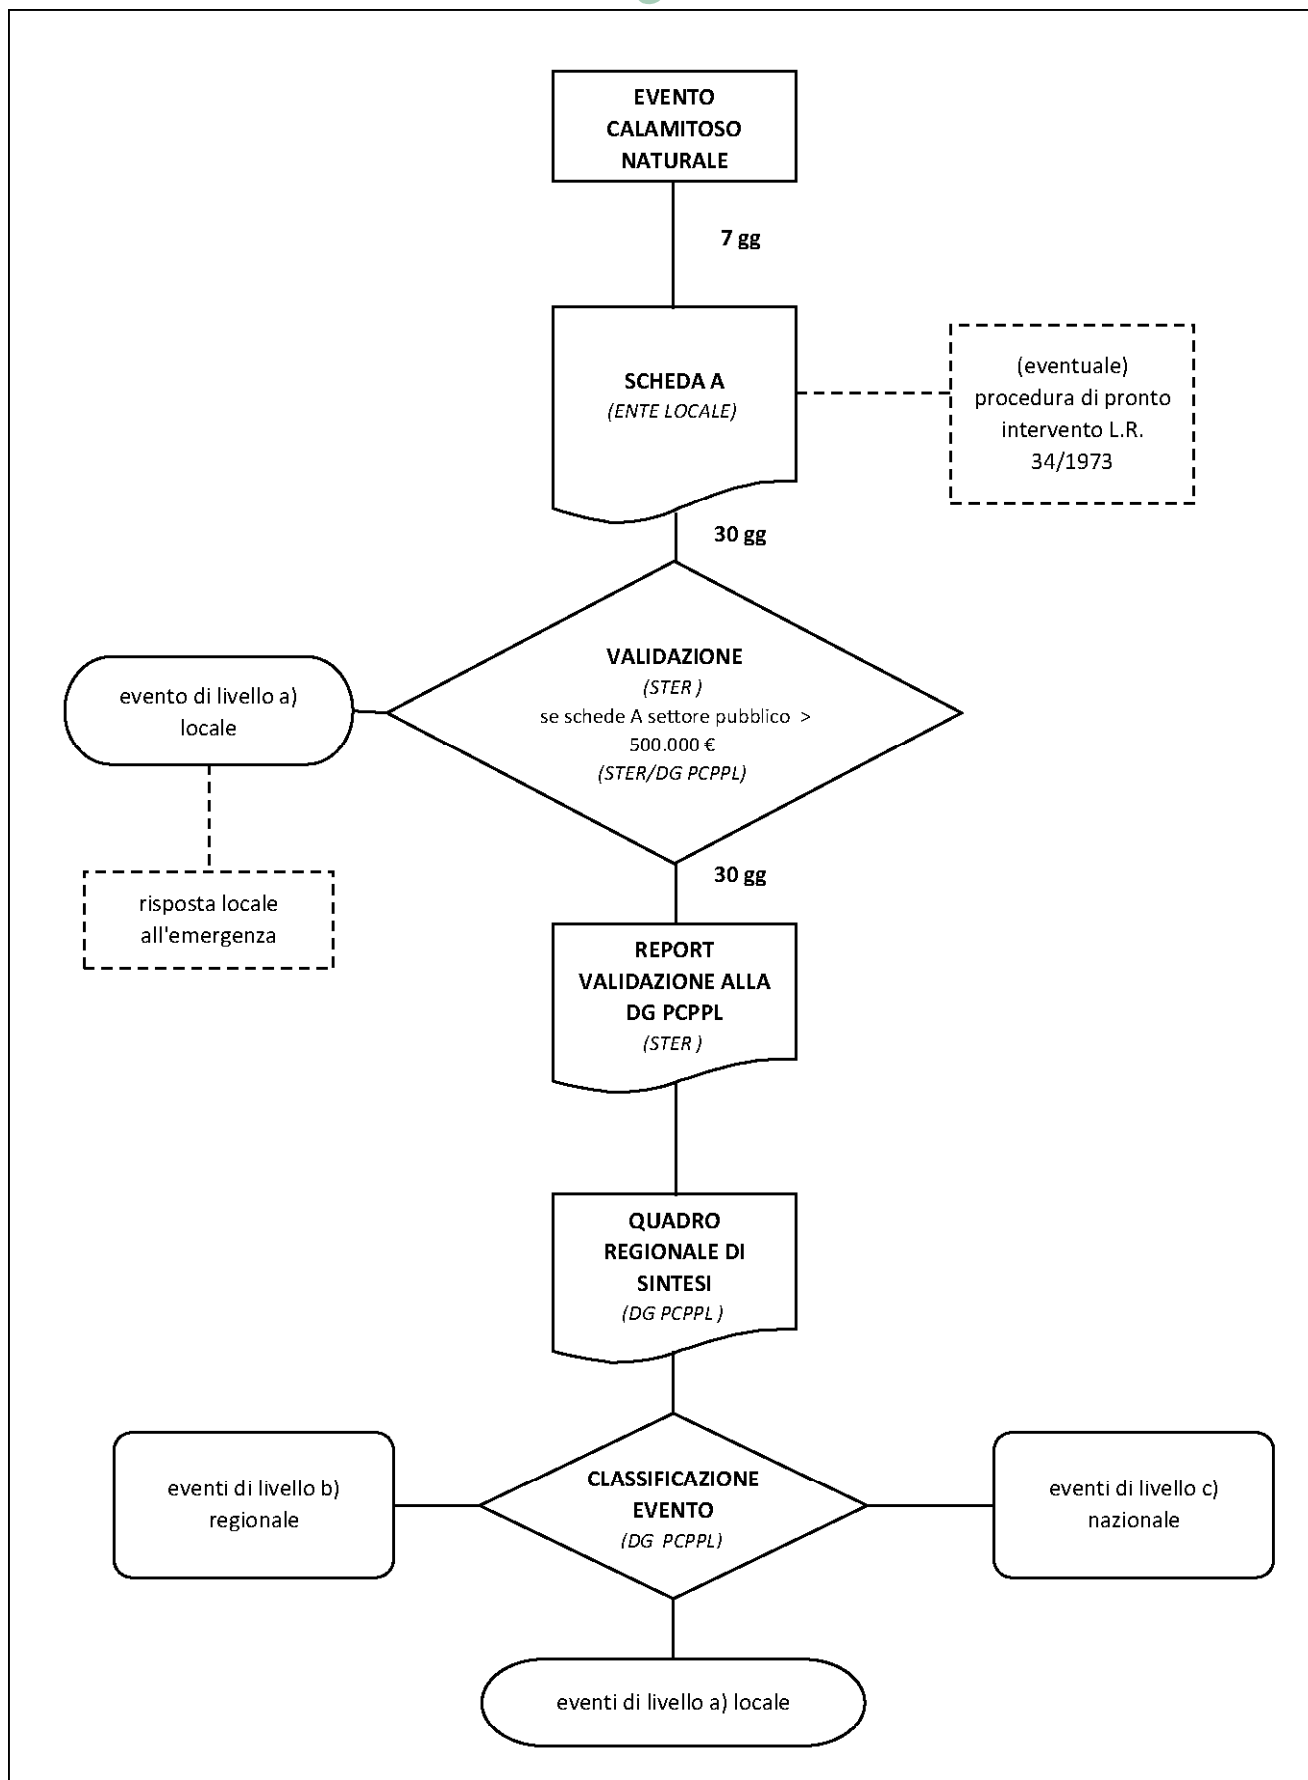 EVENTO
CALAMITOSO
NATURALE
7 gg
SCHEDA A
(ENTE LOCALE)
(eventuale)
procedura di pronto
intervento L.R.
34/1973
30 gg
VALIDAZIONE
(STER )
se schede A settore pubblico >
500.000 €
(STER/DG PCPPL)
evento di livello a)
locale
risposta locale
all'emergenza
30 gg
REPORT
VALIDAZIONE ALLA
DG PCPPL
(STER )
QUADRO
REGIONALE DI
SINTESI
(DG PCPPL )
CLASSIFICAZIONE
EVENTO
(DG PCPPL)
eventi di livello b)
regionale
eventi di livello c)
nazionale
eventi di livello a) locale